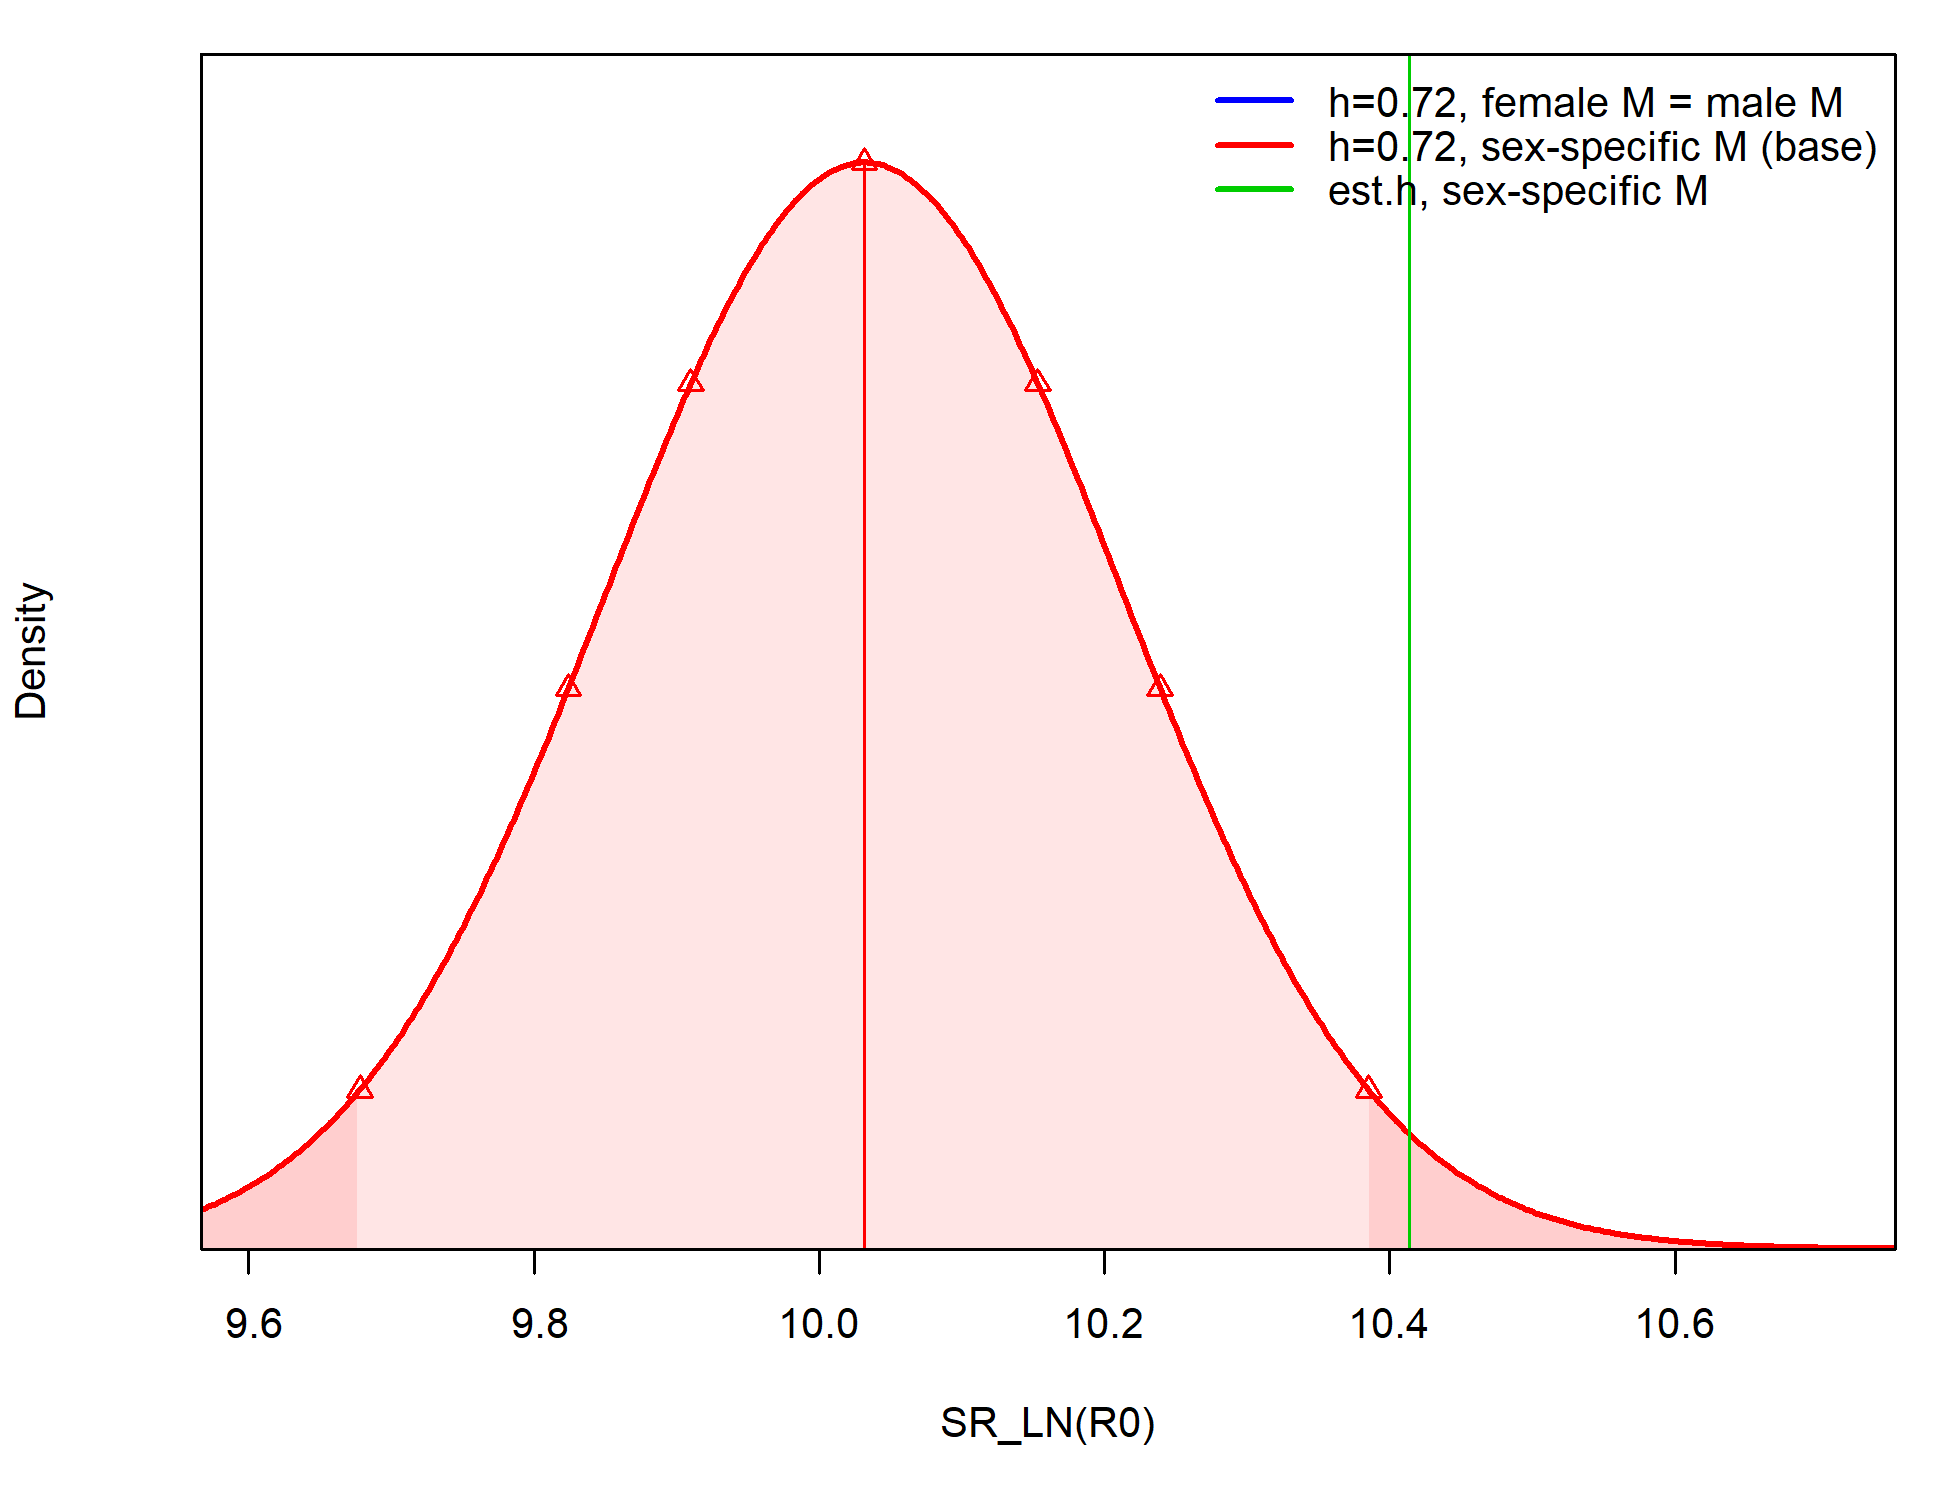 h=0.72, female M = male M
h=0.72, sex-specific M (base)
est.h, sex-specific M
Density
9.6 9.8 10.0 10.2 10.4 10.6
SR_LN(R0)